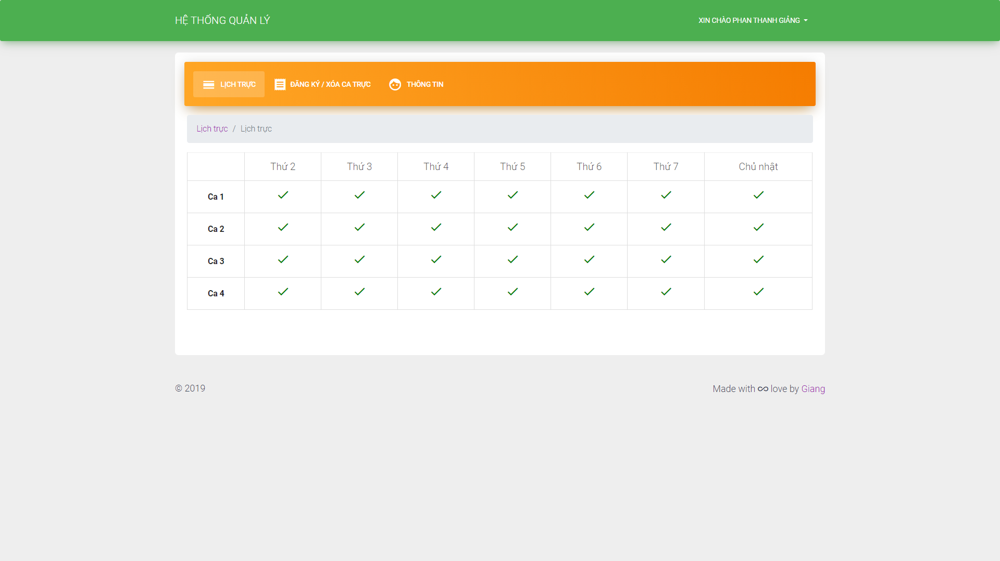 HỆ THỐNG QUẢN LÝ
XIN CHÀO PHAN THANH GIẢNG
LỊCH TRỰC
ĐĂNG KÝ / XÓA CA TRỰC
THÔNG TIN
Lịch trực / Lịch trực
Thứ 2 Thứ 3 Thứ 4 Thứ 5 Thứ 6 Thứ 7 Chủ nhật
Ca 1
Ca 2
Ca 3
Ca 4
© 2019
Made with love by Giang